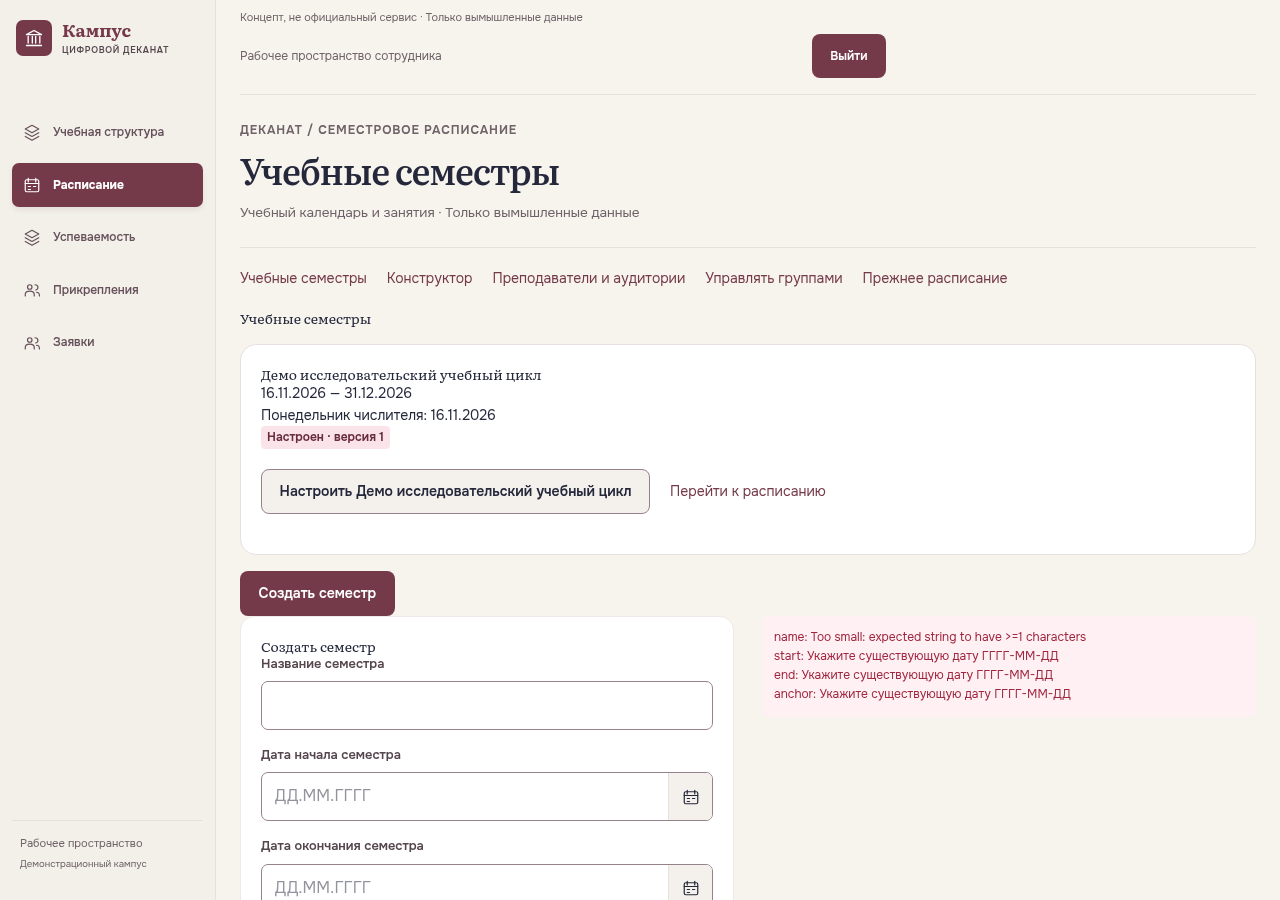 Кампус
ЦИФРОВОЙ ДЕКАНАТ
Учебная структура
Расписание
Успеваемость
Прикрепления
Заявки
Рабочее пространство
Демонстрационный кампус
Концепт, не официальный сервис · Только вымышленные данные
Рабочее пространство сотрудника
Выйти
ДЕКАНАТ / СЕМЕСТРОВОЕ РАСПИСАНИЕ
Учебные семестры
Учебный календарь и занятия · Только вымышленные данные
Учебные семестры Конструктор Преподаватели и аудитории Управлять группами Прежнее расписание
Учебные семестры
Демо исследовательский учебный цикл
16.11.2026 — 31.12.2026
Понедельник числителя: 16.11.2026
Настроен · версия 1
Настроить Демо исследовательский учебный цикл Перейти к расписанию
Создать семестр
Создать семестр
Название семестра
Дата начала семестра
ДД.ММ.ГГГГ
Дата окончания семестра
ДД.ММ.ГГГГ
name: Too small: expected string to have >=1 characters
start: Укажите существующую дату ГГГГ-ММ-ДД
end: Укажите существующую дату ГГГГ-ММ-ДД
anchor: Укажите существующую дату ГГГГ-ММ-ДД